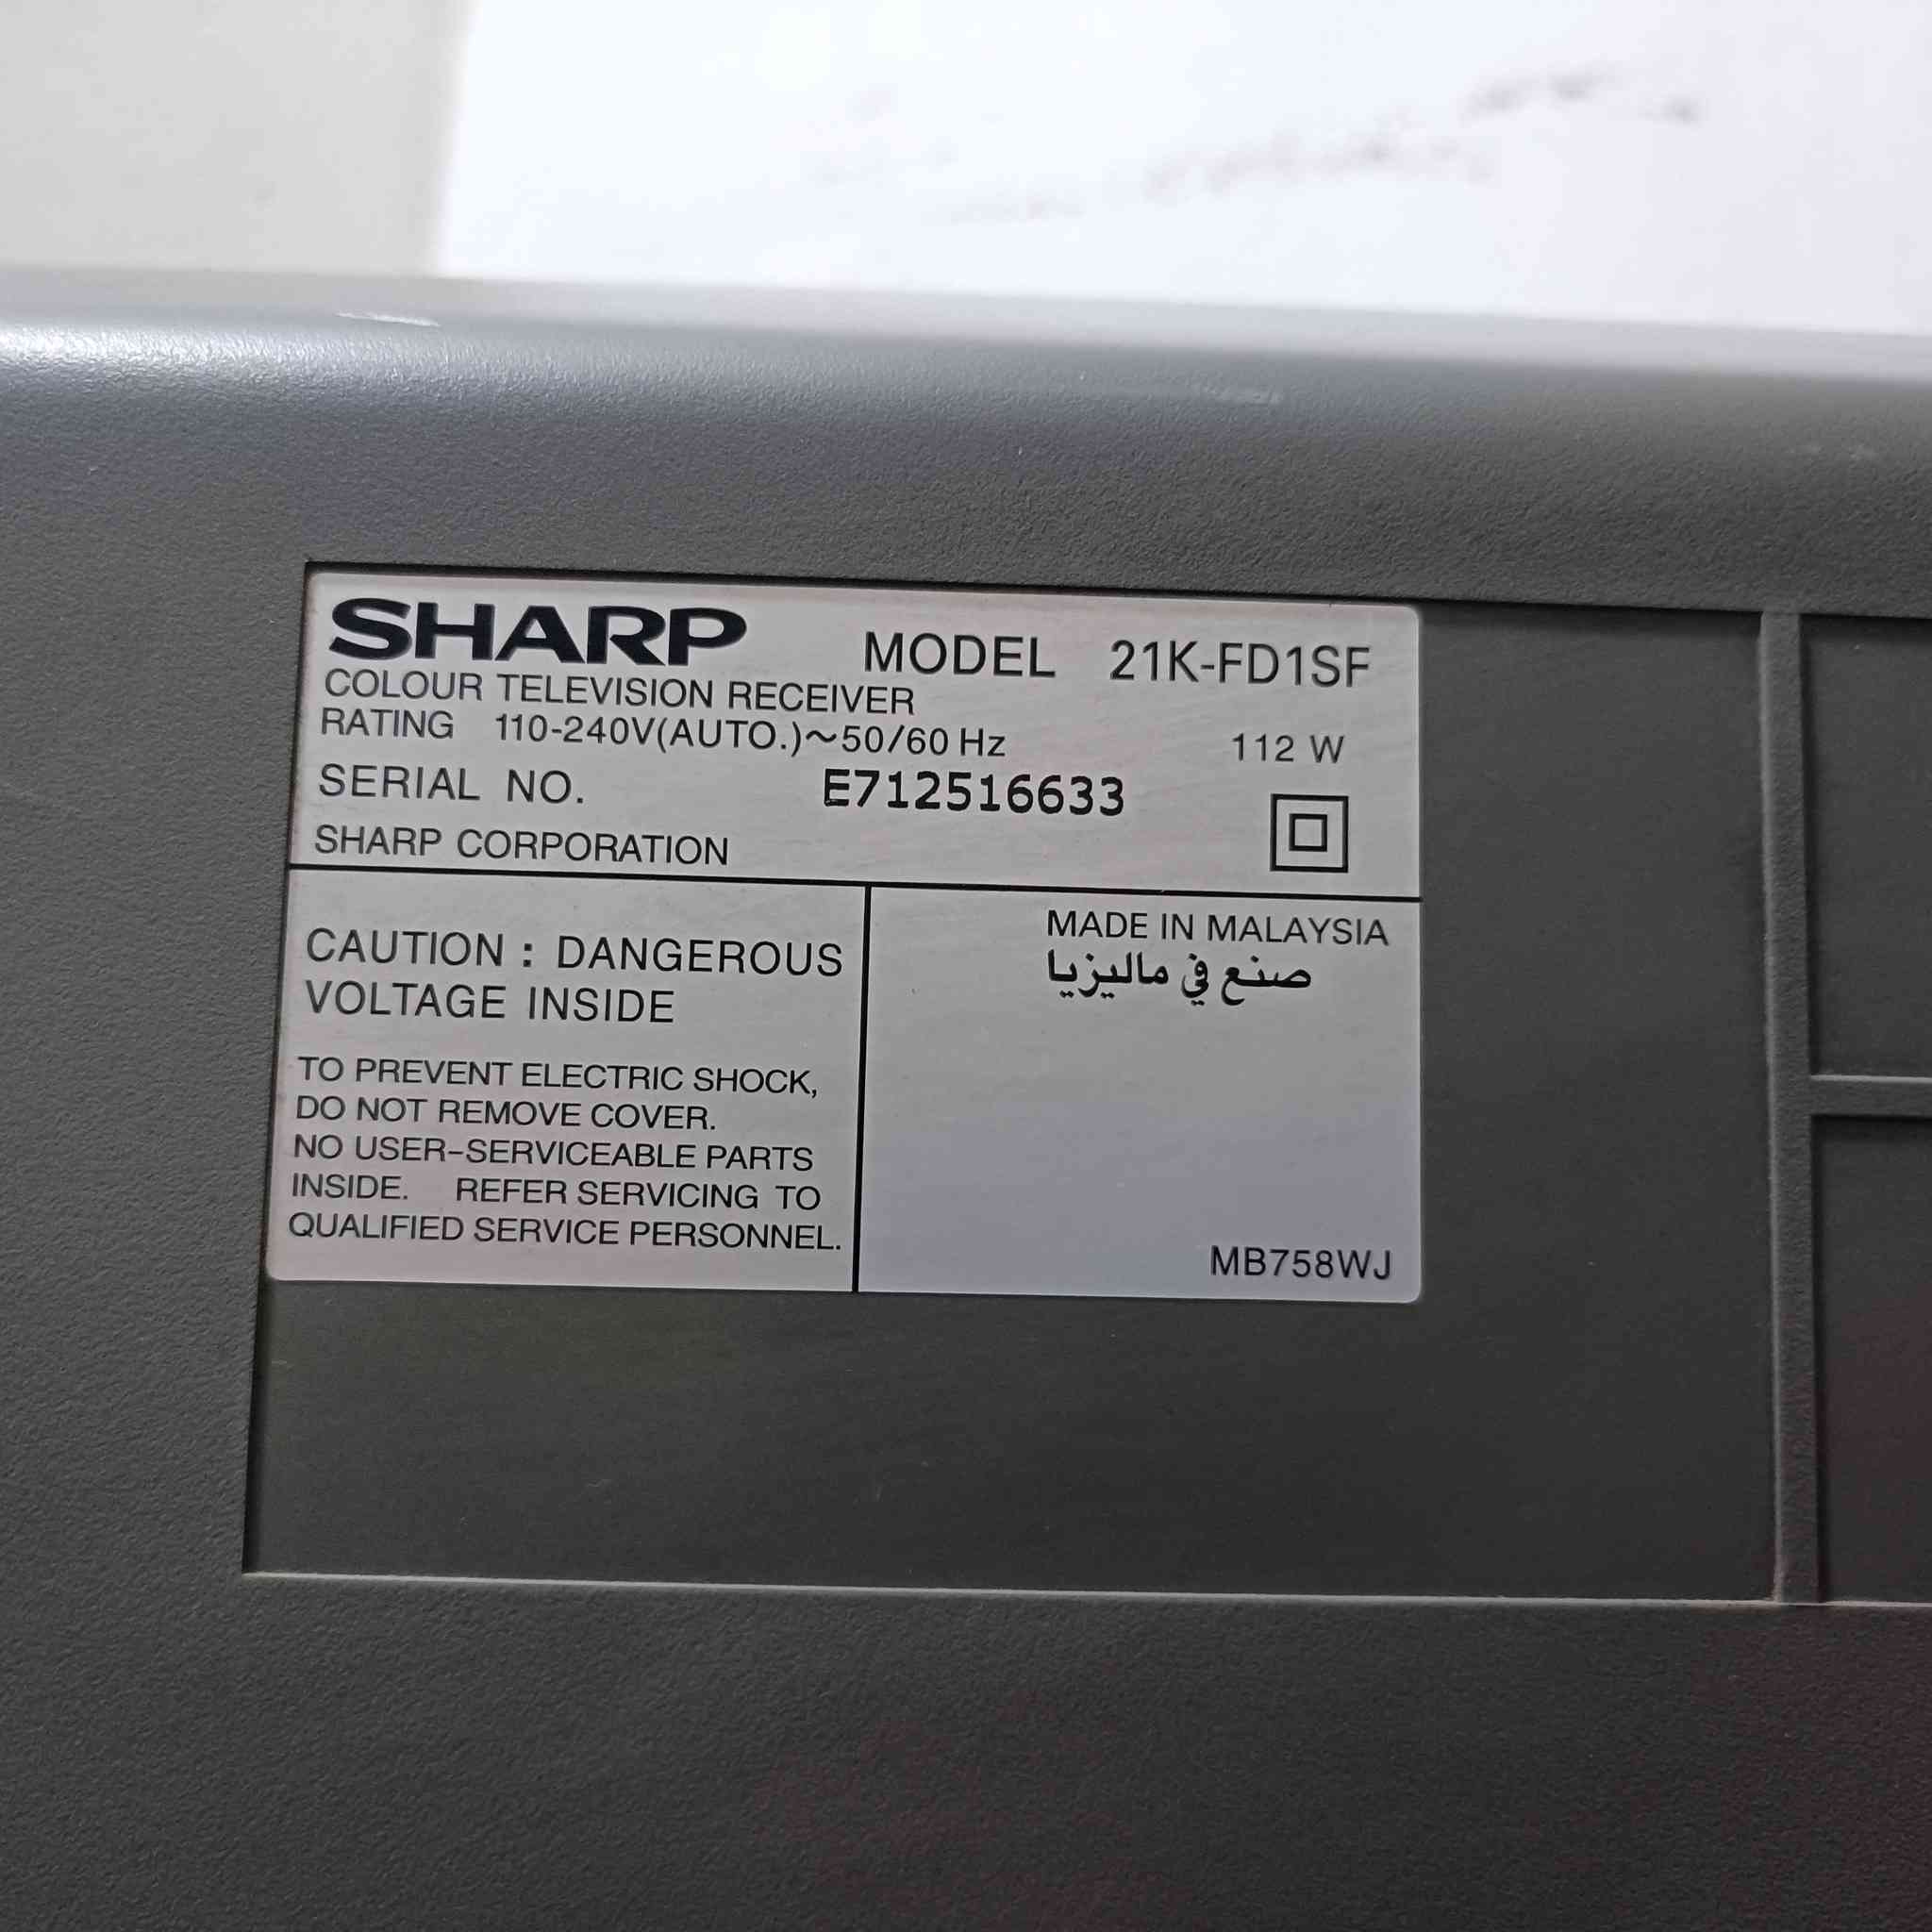 SHARP MODEL 21K-FD1SF
COLOUR TELEVISION RECEIVER
RATING 110-240V(AUTO.)~50/60 Hz 112 W
SERIAL NO. E712516633
SHARP CORPORATION
CAUTION : DANGEROUS
VOLTAGE INSIDE
TO PREVENT ELECTRIC SHOCK,
DO NOT REMOVE COVER.
NO USER-SERVICEABLE PARTS
INSIDE. REFER SERVICING TO
QUALIFIED SERVICE PERSONNEL.
MADE IN MALAYSIA
صنع في ماليزيا
MB758WJ